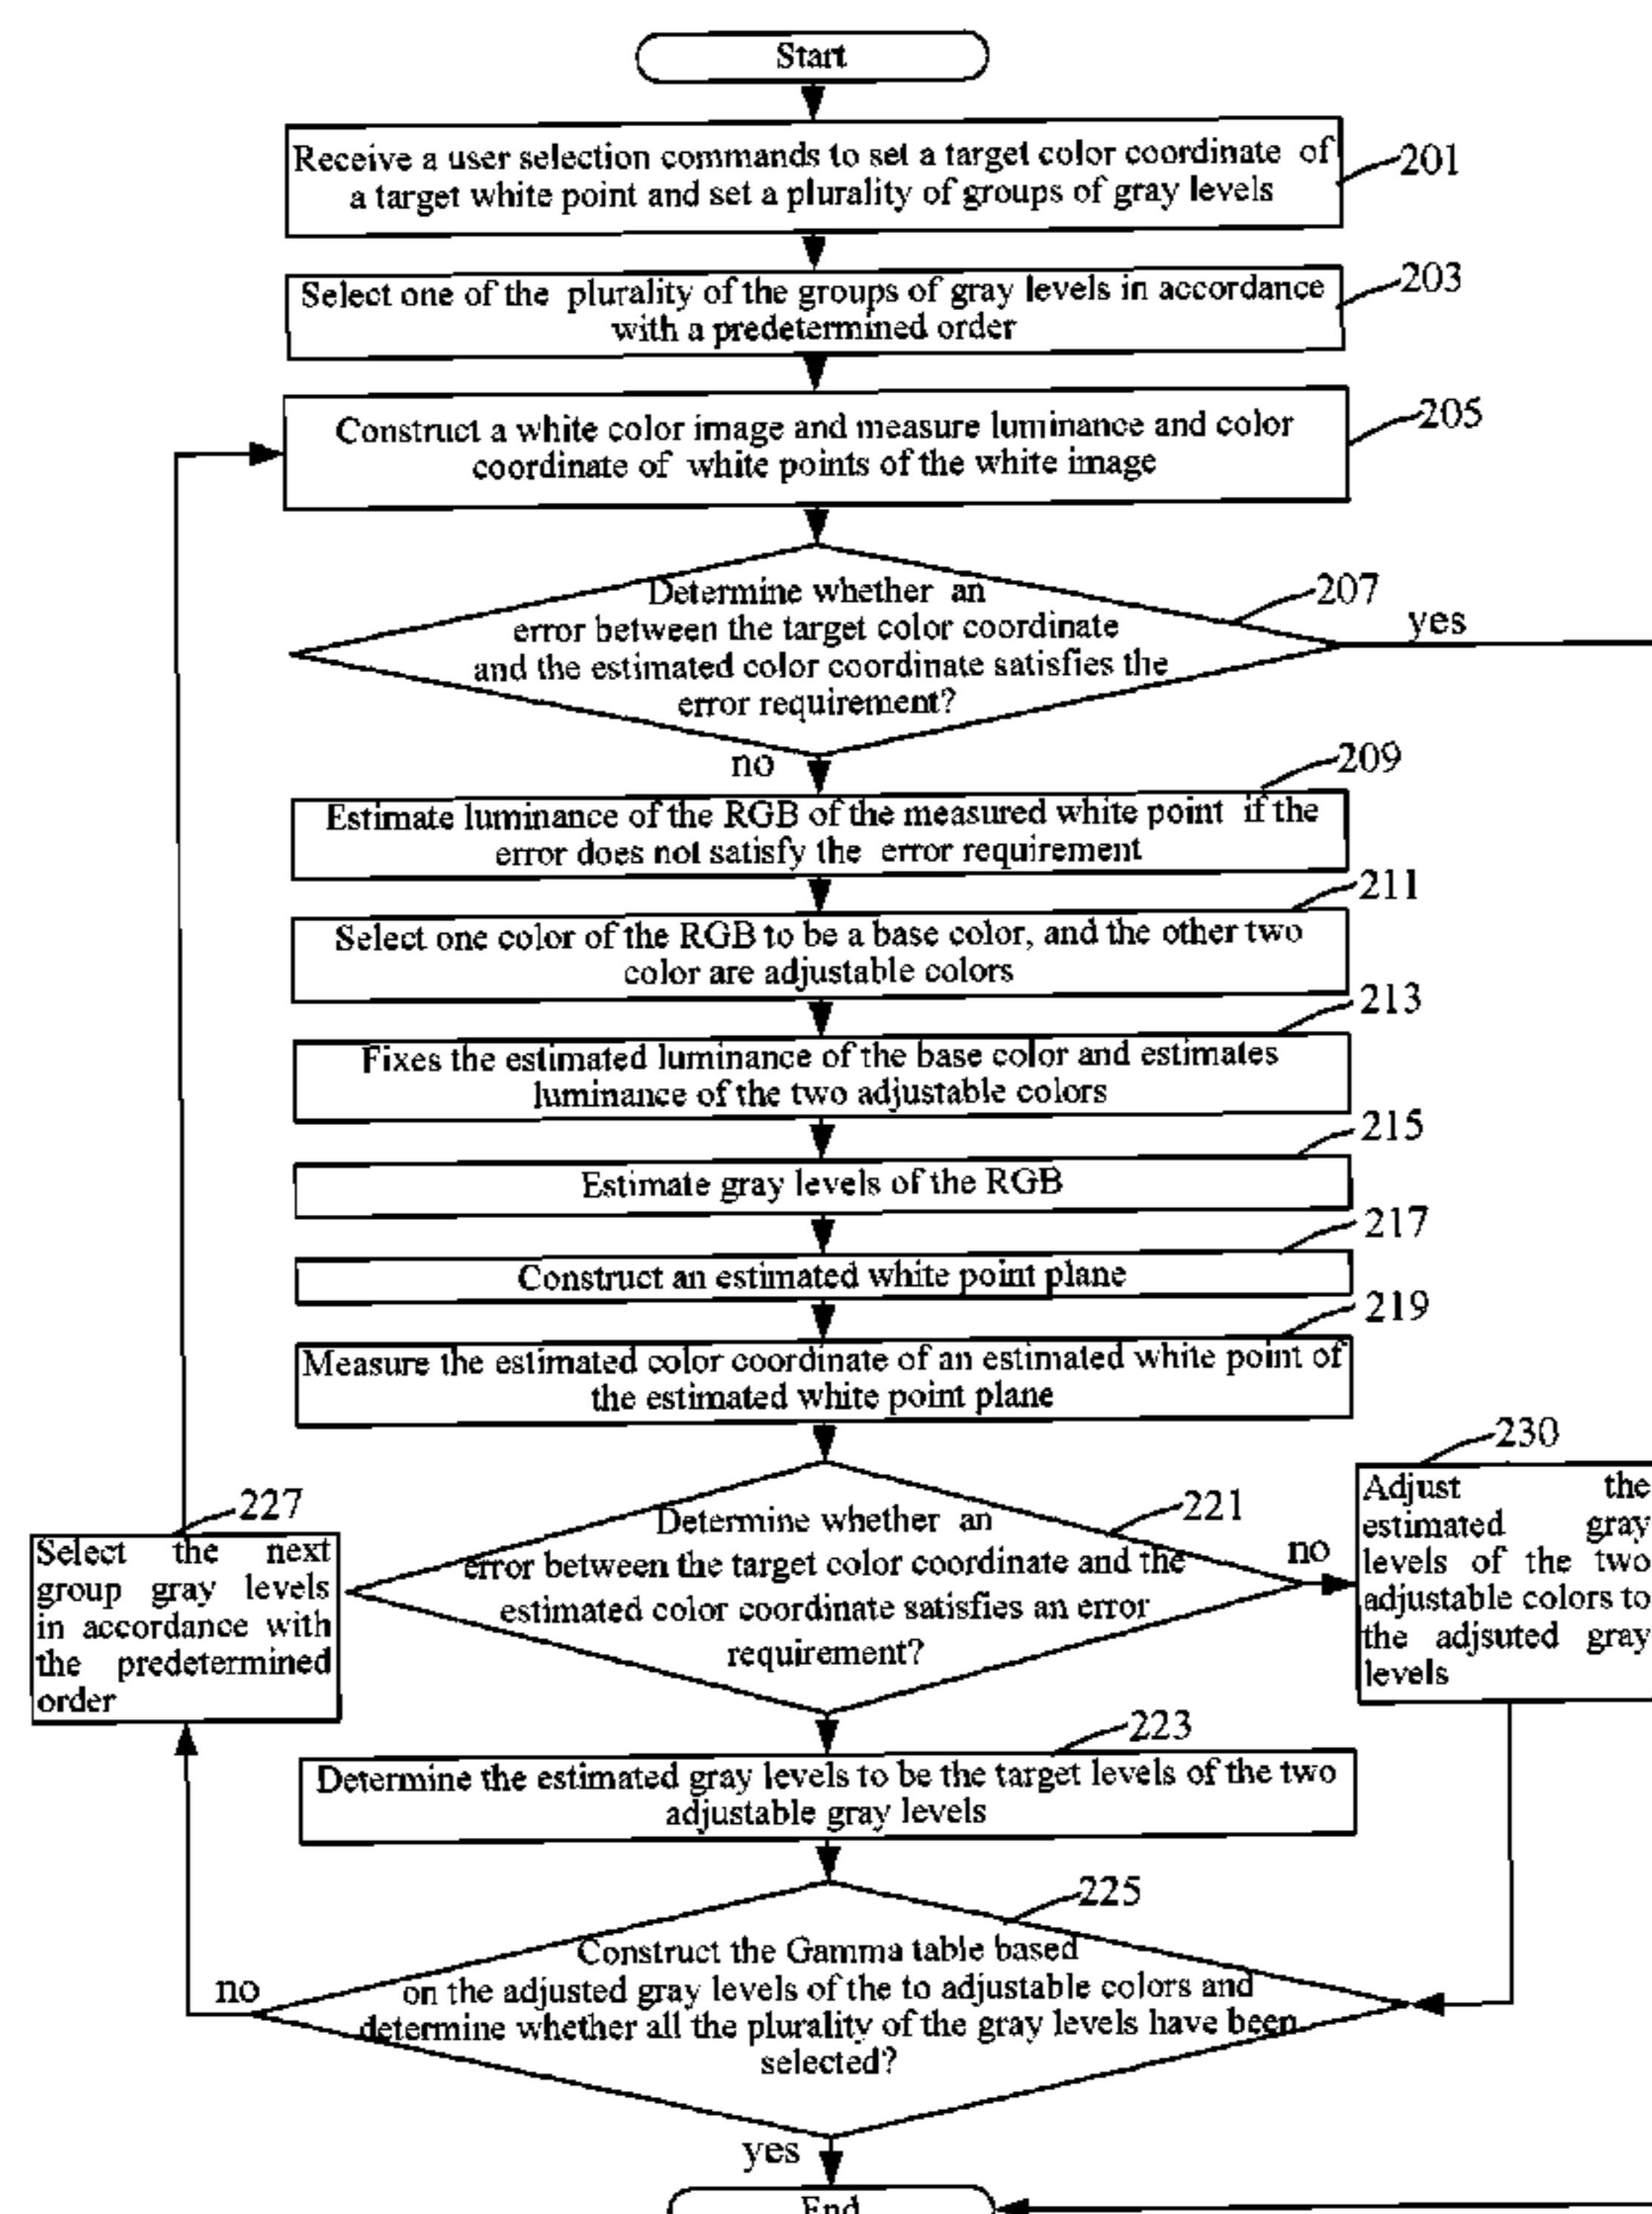 Start
Receive a user selection commands to set a target color coordinate of
a target white point and set a plurality of groups of gray levels
201
Select one of the plurality of the groups of gray levels in accordance
with a predetermined order
203
Construct a white color image and measure luminance and color
coordinate of white points of the white image
205
Determine whether an
error between the target color coordinate
and the estimated color coordinate satisfies the
error requirement?
207
yes
no
209
Estimate luminance of the RGB of the measured white point if the
error does not satisfy the error requirement
211
Select one color of the RGB to be a base color, and the other two
color are adjustable colors
213
Fixes the estimated luminance of the base color and estimates
luminance of the two adjustable colors
215
Estimate gray levels of the RGB
217
Construct an estimated white point plane
219
Measure the estimated color coordinate of an estimated white point of
the estimated white point plane
227
Select the next
group gray levels
in accordance with
the predetermined
order
Determine whether an
error between the target color coordinate and the
estimated color coordinate satisfies an error
requirement?
221
no
230
Adjust the
estimated gray
levels of the two
adjustable colors to
the adjsuted gray
levels
223
Determine the estimated gray levels to be the target levels of the two
adjustable gray levels
225
Construct the Gamma table based
on the adjusted gray levels of the to adjustable colors and
determine whether all the plurality of the gray levels have been
selected?
no
yes
End